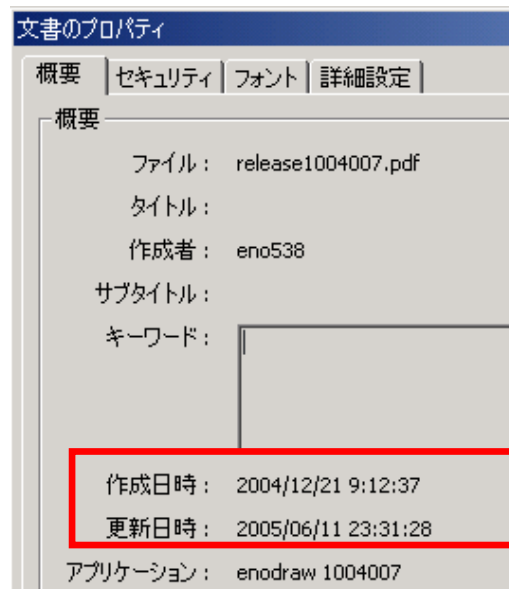 文書のプロパティ
概要 セキュリティ フォント 詳細設定
概要
ファイル： release1004007.pdf
タイトル：
作成者： eno538
サブタイトル：
キーワード：
作成日時： 2004/12/21 9:12:37
更新日時： 2005/06/11 23:31:28
アプリケーション： enodraw 1004007